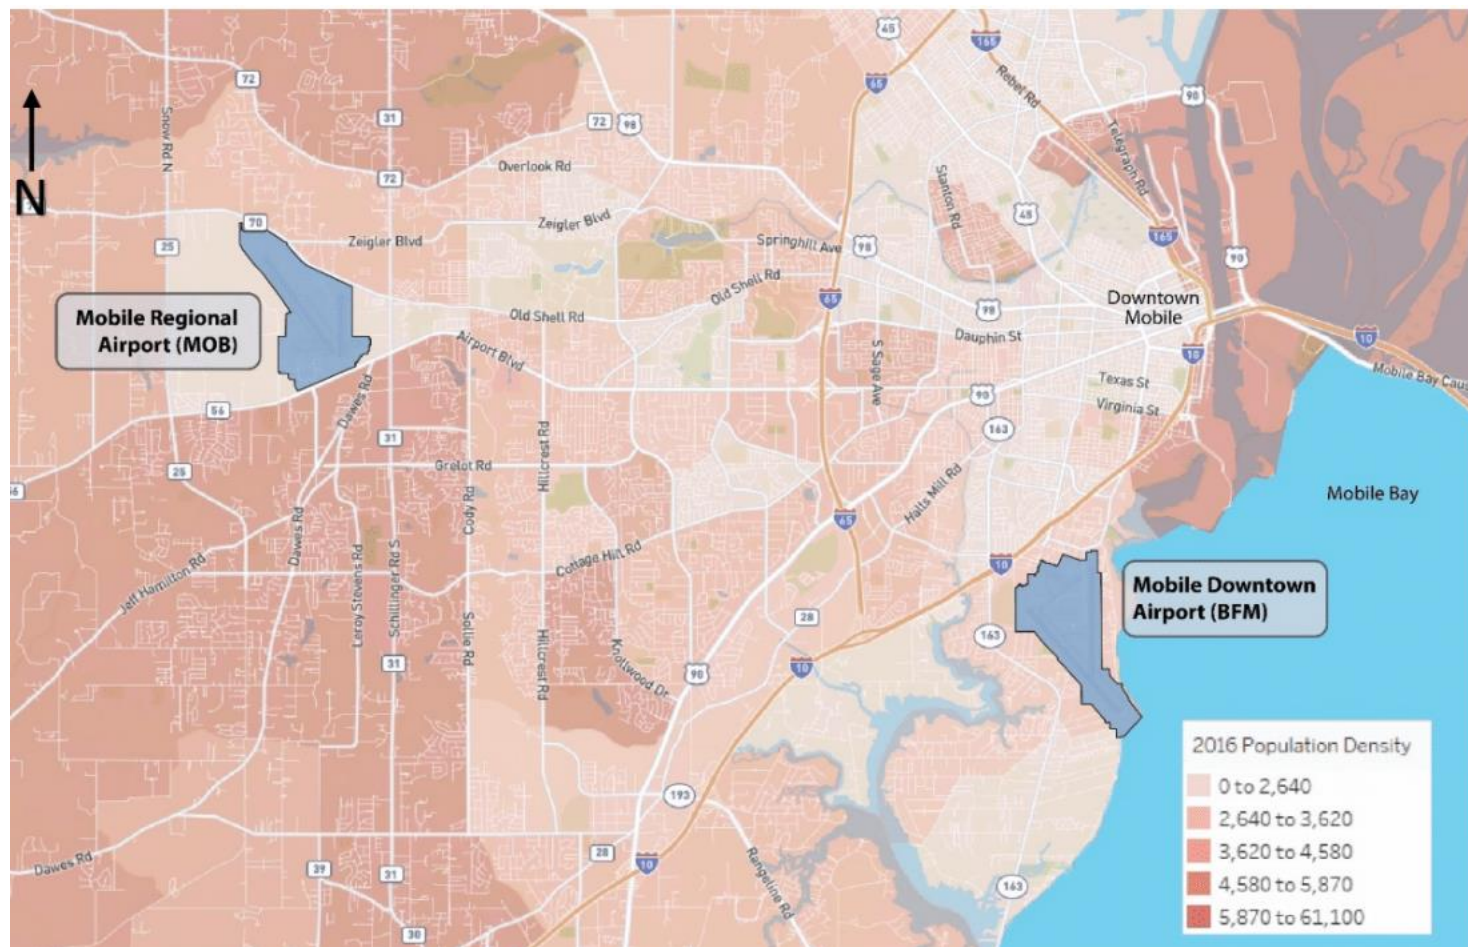 45
165
65
Rebel Rd
90
72
Snow Rd N
31
72
98
Telegraph Rd
N
72
Overlook Rd
Stanton Rd
45
70
Zeigler Blvd
Zeigler Blvd
25
Springhill Ave
98
165
90
Old Shell Rd
65
Downtown
Mobile
Mobile Regional
Airport (MOB)
Old Shell Rd
98
Dauphin St
10
10
Airport Blvd
S Sage Ave
Mobile Bay Caus
Texas St
90
Virginia St
56
Dawes Rd
163
31
Hillcrest Rd
25
Grelot Rd
Halls Mill Rd
Mobile Bay
Cody Rd
65
Dawes Rd
Leroy Stevens Rd
Schillinger Rd S
Cottage Hill Rd
10
Jeff Hamilton Rd
Mobile Downtown
Airport (BFM)
28
163
Sollie Rd
Hillcrest Rd
Knollwood Dr
31
90
10
2016 Population Density
0 to 2,640
2,640 to 3,620
3,620 to 4,580
4,580 to 5,870
5,870 to 61,100
193
Dawes Rd
39
31
28
10
Rangeline Rd
163
30